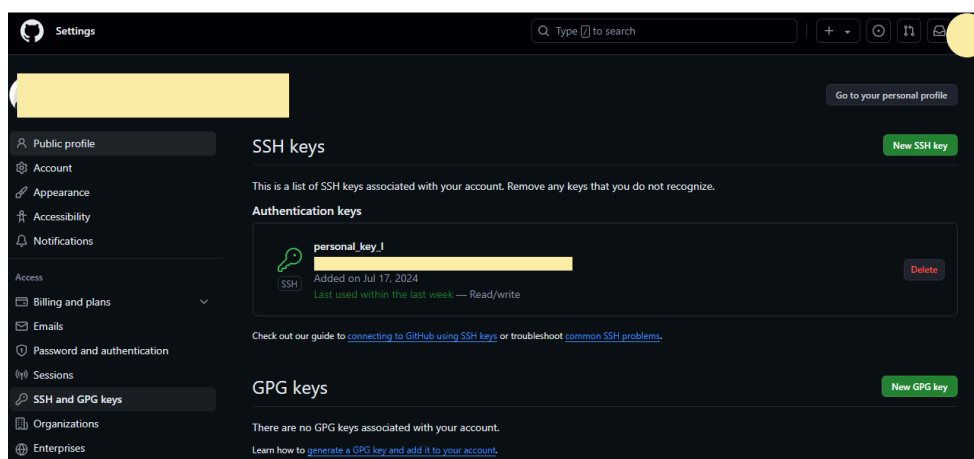 Settings
Type / to search
Go to your personal profile
Public profile
Account
Appearance
Accessibility
Notifications
Access
Billing and plans
Emails
Password and authentication
Sessions
SSH and GPG keys
Organizations
Enterprises
SSH keys
New SSH key
This is a list of SSH keys associated with your account. Remove any keys that you do not recognize.
Authentication keys
personal_key_l
SSH
Added on Jul 17, 2024
Last used within the last week — Read/write
Delete
Check out our guide to connecting to GitHub using SSH keys or troubleshoot common SSH problems.
GPG keys
New GPG key
There are no GPG keys associated with your account.
Learn how to generate a GPG key and add it to your account.